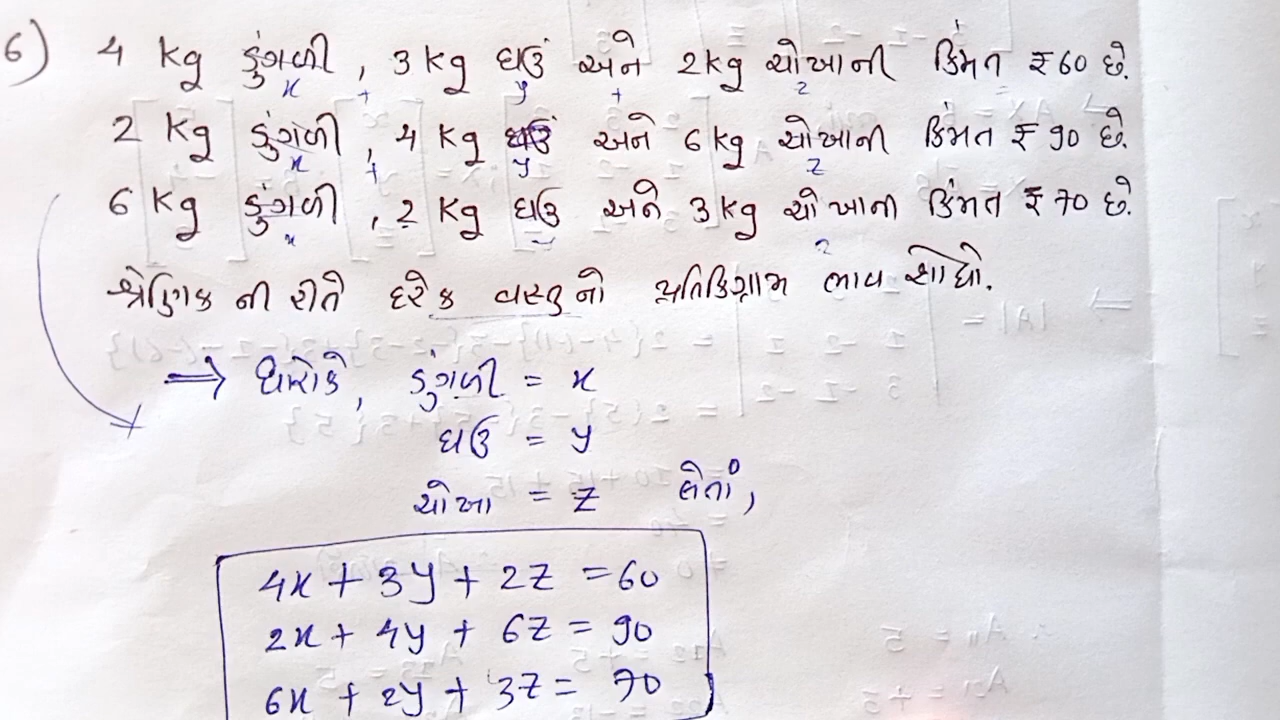 6) 4 kg ડુંગળી, 3 kg ઘઉં અને 2 kg ચોખાની કિંમત ₹ 60 છે.
x + y + z
2 kg ડુંગળી, 4 kg ઘઉં અને 6 kg ચોખાની કિંમત ₹ 90 છે.
x + y z
6 kg ડુંગળી, 2 kg ઘઉ અને 3 kg ચોખાના કિંમત ₹ 70 છે.
x
શ્રેણિક ની રીતે દરેક વસ્તુનો પ્રતિકિગ્રામ ભાવ શોધો.
⇒ ધારોકે, ડુંગળી = x
ઘઉ = y
ચોખા = z લેતાં,
4x + 3y + 2z = 60
2x + 4y + 6z = 90
6x + 2y + 3z = 70